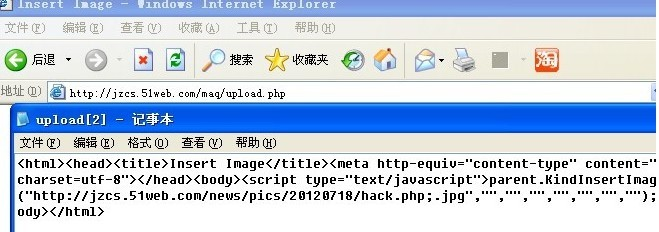 Insert Image - Windows Internet Explorer
文件(F) 编辑(E) 查看(V) 收藏(A) 工具(T) 帮助(H)
后退 搜索 收藏夹 淘
地址(D) http://jzcs.51web.com/maq/upload.php
upload[2] - 记事本
文件(F) 编辑(E) 格式(O) 查看(V) 帮助(H)
<html><head><title>Insert Image</title><meta http-equiv="content-type" content="
charset=utf-8"></head><body><script type="text/javascript">parent.KindInsertImag
("http://jzcs.51web.com/news/pics/20120718/hack.php;.jpg","","","","","","");
ody></html>